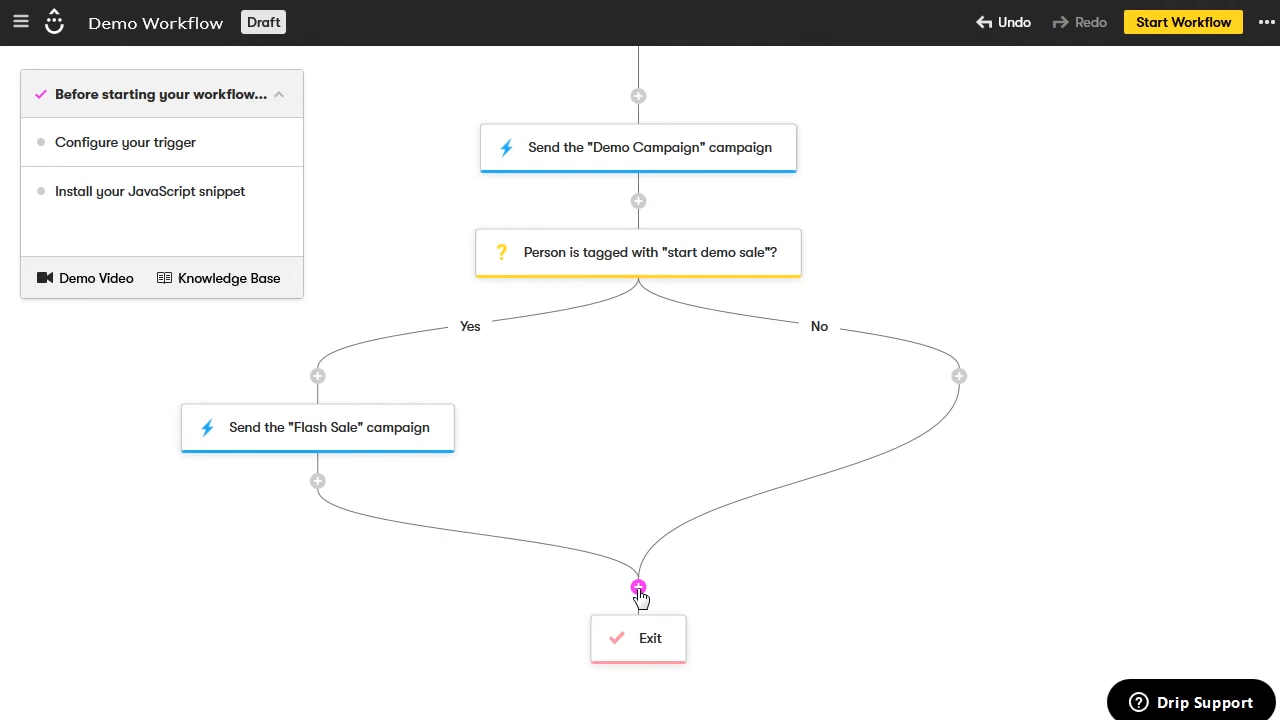 Demo Workflow
Draft
Undo
Redo
Start Workflow
Before starting your workflow...
Configure your trigger
Install your JavaScript snippet
Demo Video
Knowledge Base
Send the "Demo Campaign" campaign
Person is tagged with "start demo sale"?
Yes
No
Send the "Flash Sale" campaign
Exit
Drip Support